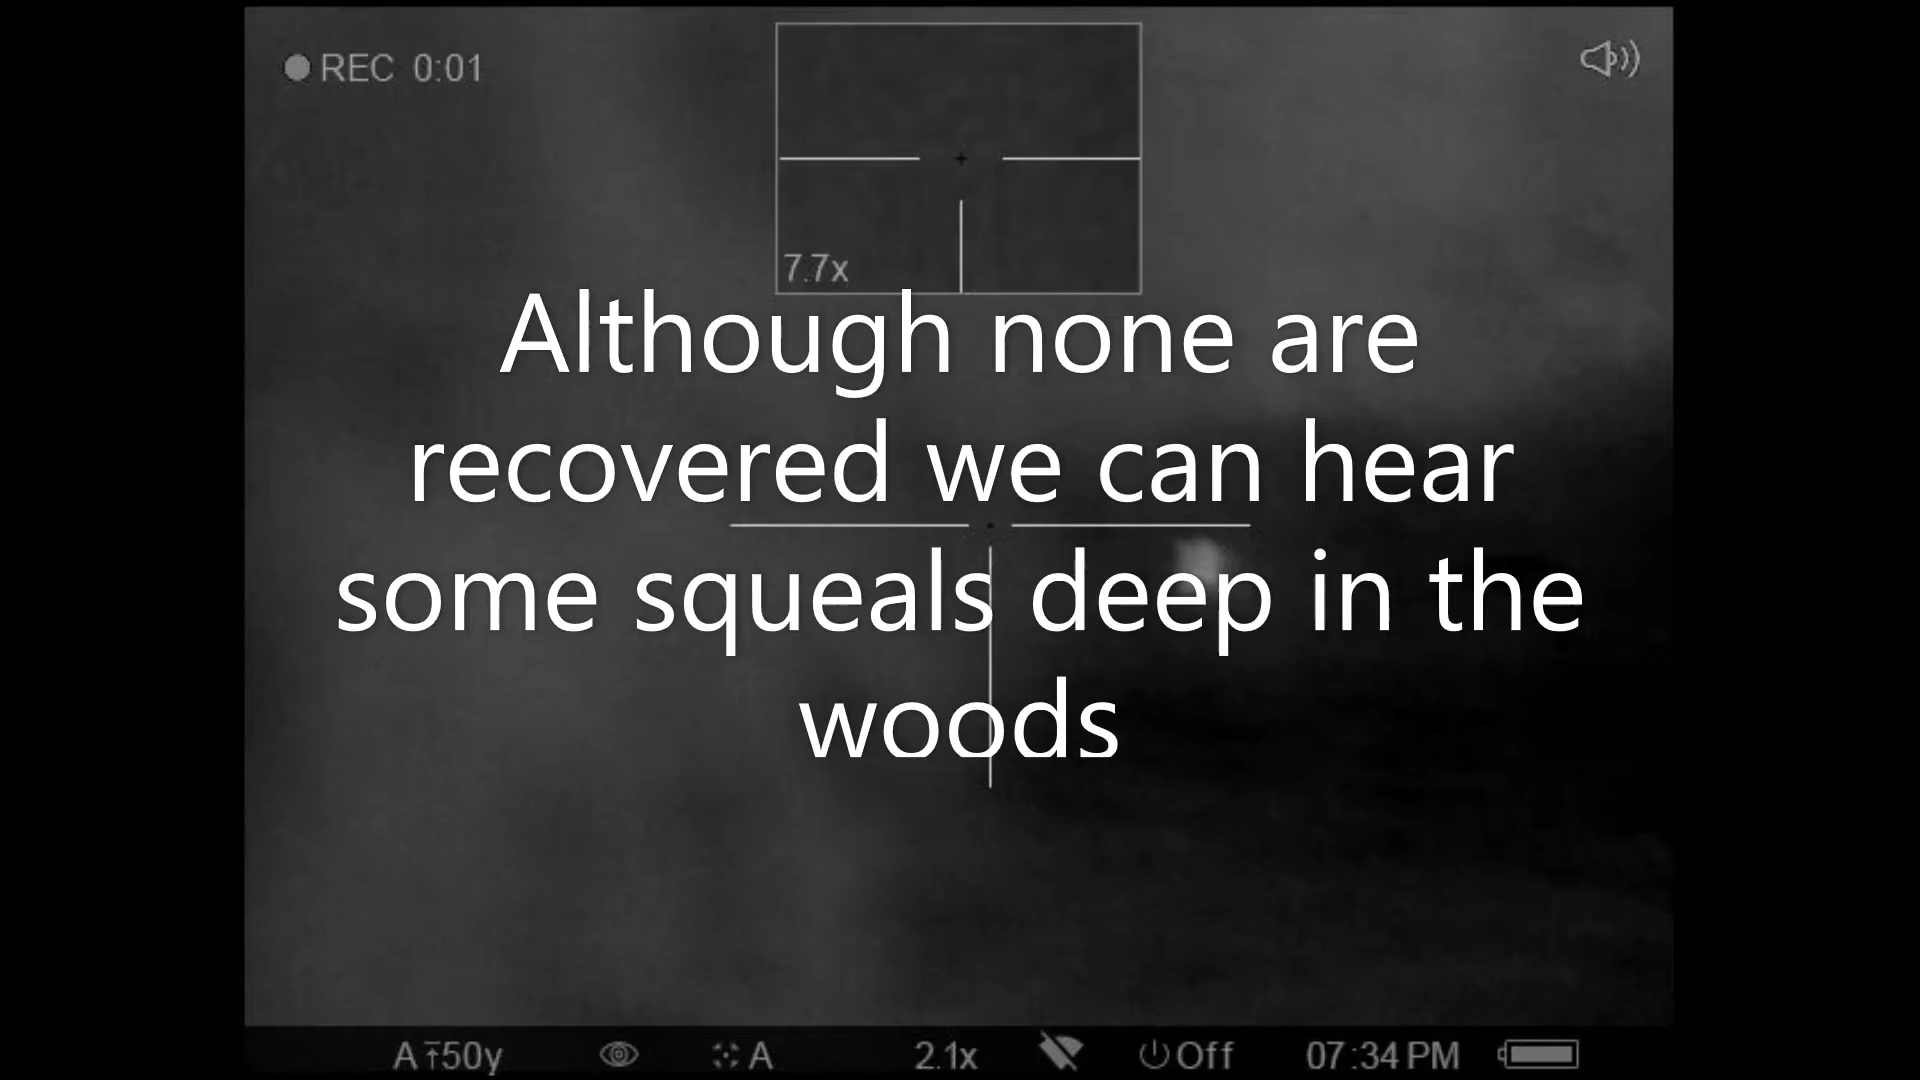 REC 0:01
7.7x
Although none are
recovered we can hear
some squeals deep in the
woods
A 50y
A
2.1x
Off
07:34 PM